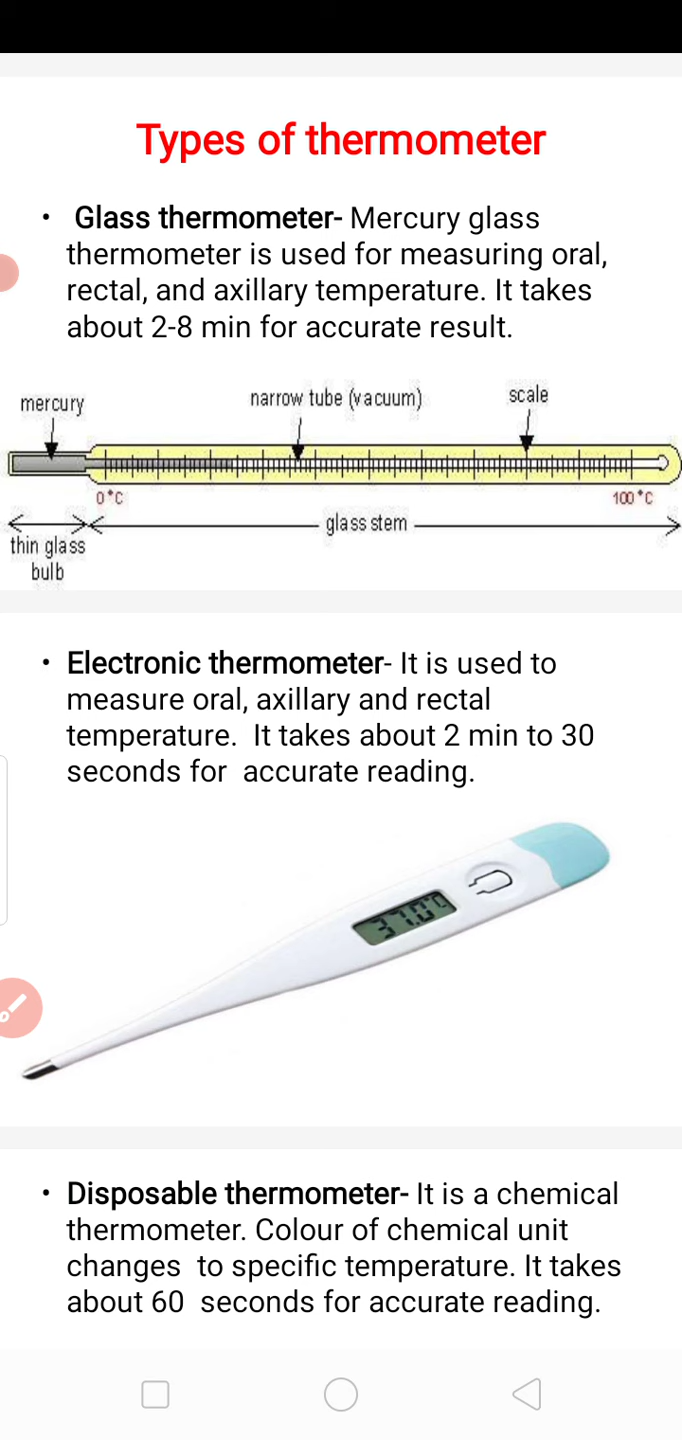 Types of thermometer
• Glass thermometer- Mercury glass
thermometer is used for measuring oral,
rectal, and axillary temperature. It takes
about 2-8 min for accurate result.
mercury
narrow tube (vacuum)
scale
0°C
100°C
glass stem
thin glass
bulb
• Electronic thermometer- It is used to
measure oral, axillary and rectal
temperature. It takes about 2 min to 30
seconds for accurate reading.
37.0°C
• Disposable thermometer- It is a chemical
thermometer. Colour of chemical unit
changes to specific temperature. It takes
about 60 seconds for accurate reading.